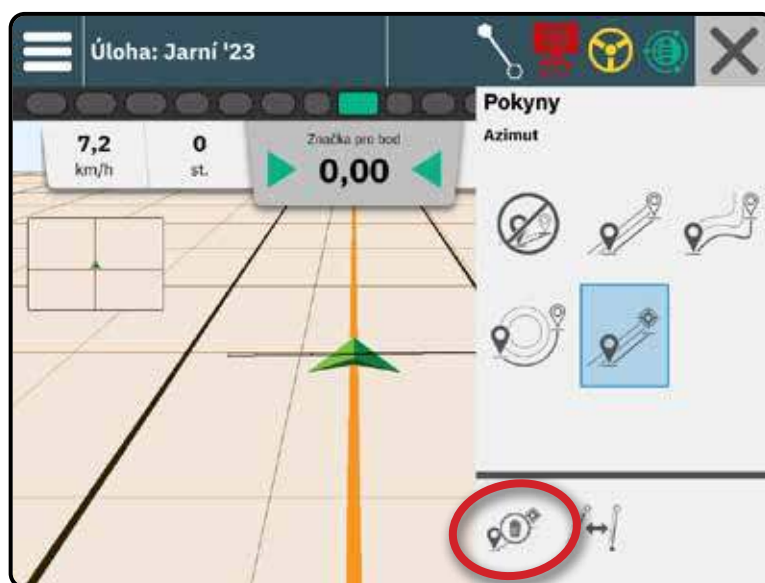 Úloha: Jarní '23
Pokyny
Azimut
7,2
km/h
0
st.
Značka pro bod
0,00